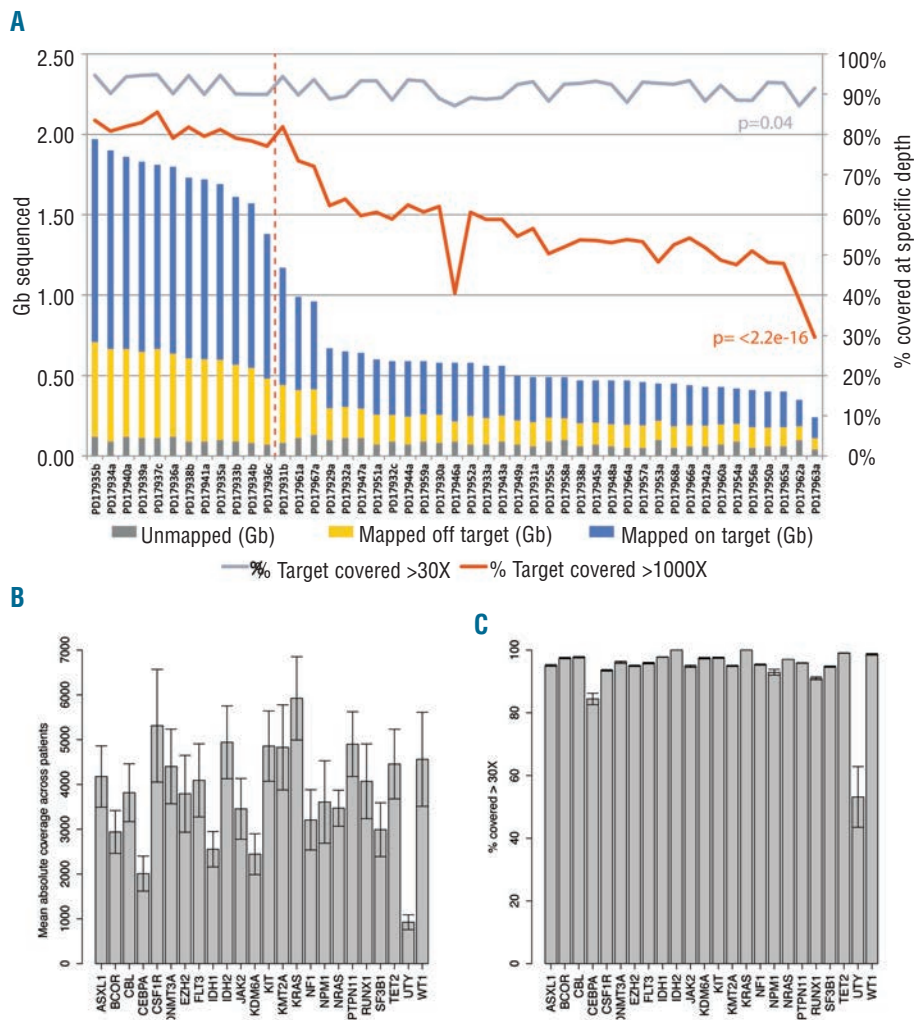 A
2.50
2.00
1.50
1.00
0.50
0.00
Gb sequenced
100%
90%
80%
70%
60%
50%
40%
30%
20%
10%
0%
% covered at specific depth
p=0.04
p= <2.2e-16
PD17935b
PD17934a
PD17940a
PD17939a
PD17937c
PD17936a
PD17938b
PD17941a
PD17935a
PD17933b
PD17934b
PD17936c
PD17931b
PD17961a
PD17967a
PD17929a
PD17932a
PD17947a
PD17951a
PD17932c
PD17944a
PD17959a
PD17930a
PD17946a
PD17952a
PD17933a
PD17943a
PD17949a
PD17931a
PD17955a
PD17958a
PD17938a
PD17945a
PD17948a
PD17964a
PD17957a
PD17953a
PD17968a
PD17966a
PD17942a
PD17960a
PD17954a
PD17956a
PD17950a
PD17965a
PD17962a
PD17963a
Unmapped (Gb)
Mapped off target (Gb)
Mapped on target (Gb)
% Target covered >30X
% Target covered >1000X
B
7000
6000
5000
4000
3000
2000
1000
0
Mean absolute coverage across patients
ASXL1
BCOR
CBL
CEBPA
CSF1R
DNMT3A
EZH2
FLT3
IDH1
IDH2
JAK2
KDM6A
KIT
KMT2A
KRAS
NF1
NPM1
NRAS
PTPN11
RUNX1
SF3B1
TET2
UTY
WT1
C
100
80
60
40
20
0
% covered > 30X
ASXL1
BCOR
CBL
CEBPA
CSF1R
DNMT3A
EZH2
FLT3
IDH1
IDH2
JAK2
KDM6A
KIT
KMT2A
KRAS
NF1
NPM1
NRAS
PTPN11
RUNX1
SF3B1
TET2
UTY
WT1